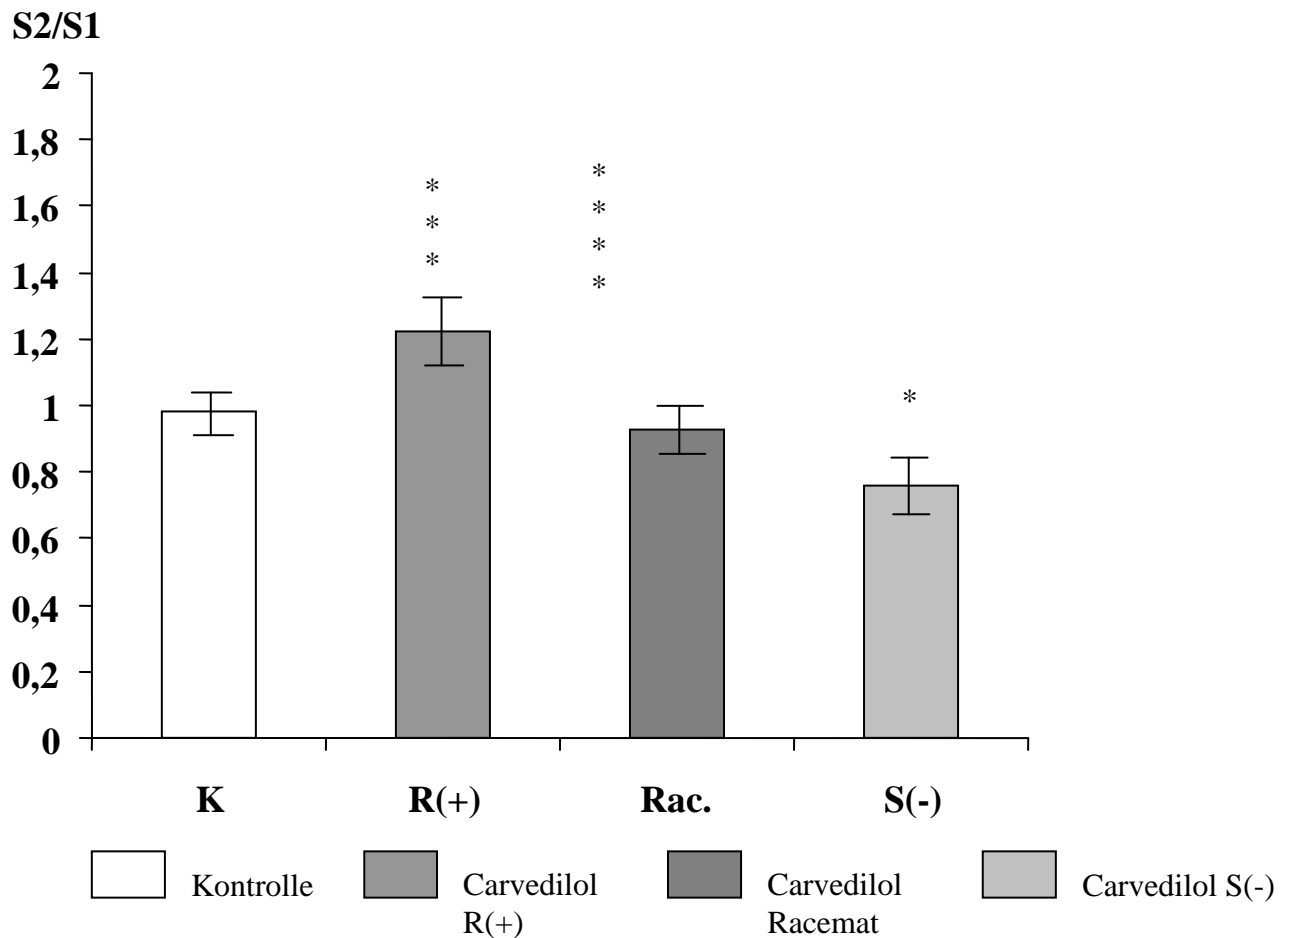 S2/S1
2
1,8
1,6
1,4
1,2
1
0,8
0,6
0,4
0,2
0
*
*
*
*
*
*
*
*
K R(+) Rac. S(-)
Kontrolle
Carvedilol
R(+)
Carvedilol
Racemat
Carvedilol S(-)